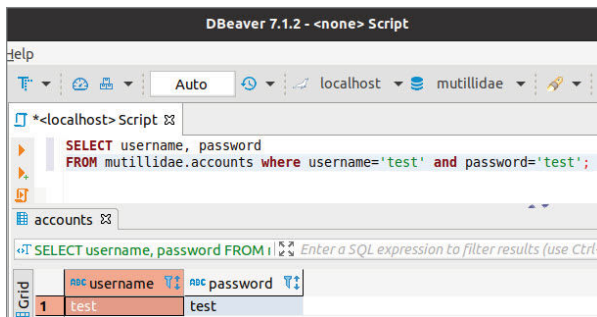 DBeaver 7.1.2 - <none> Script
Help
Auto localhost mutillidae
*<localhost> Script
SELECT username, password
FROM mutillidae.accounts where username='test' and password='test';
accounts
SELECT username, password FROM Enter a SQL expression to filter results (use Ctrl-
Grid
ABC username ABC password
1 test test